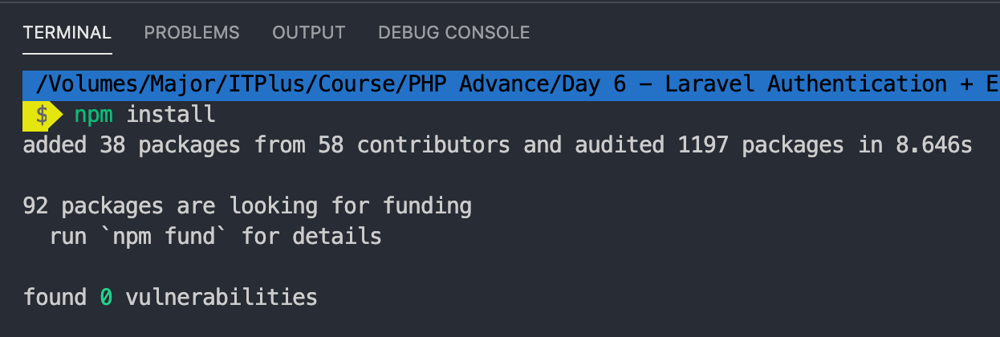 TERMINAL PROBLEMS OUTPUT DEBUG CONSOLE
/Volumes/Major/ITPlus/Course/PHP Advance/Day 6 - Laravel Authentication + E
$ npm install
added 38 packages from 58 contributors and audited 1197 packages in 8.646s
92 packages are looking for funding
  run `npm fund` for details
found 0 vulnerabilities